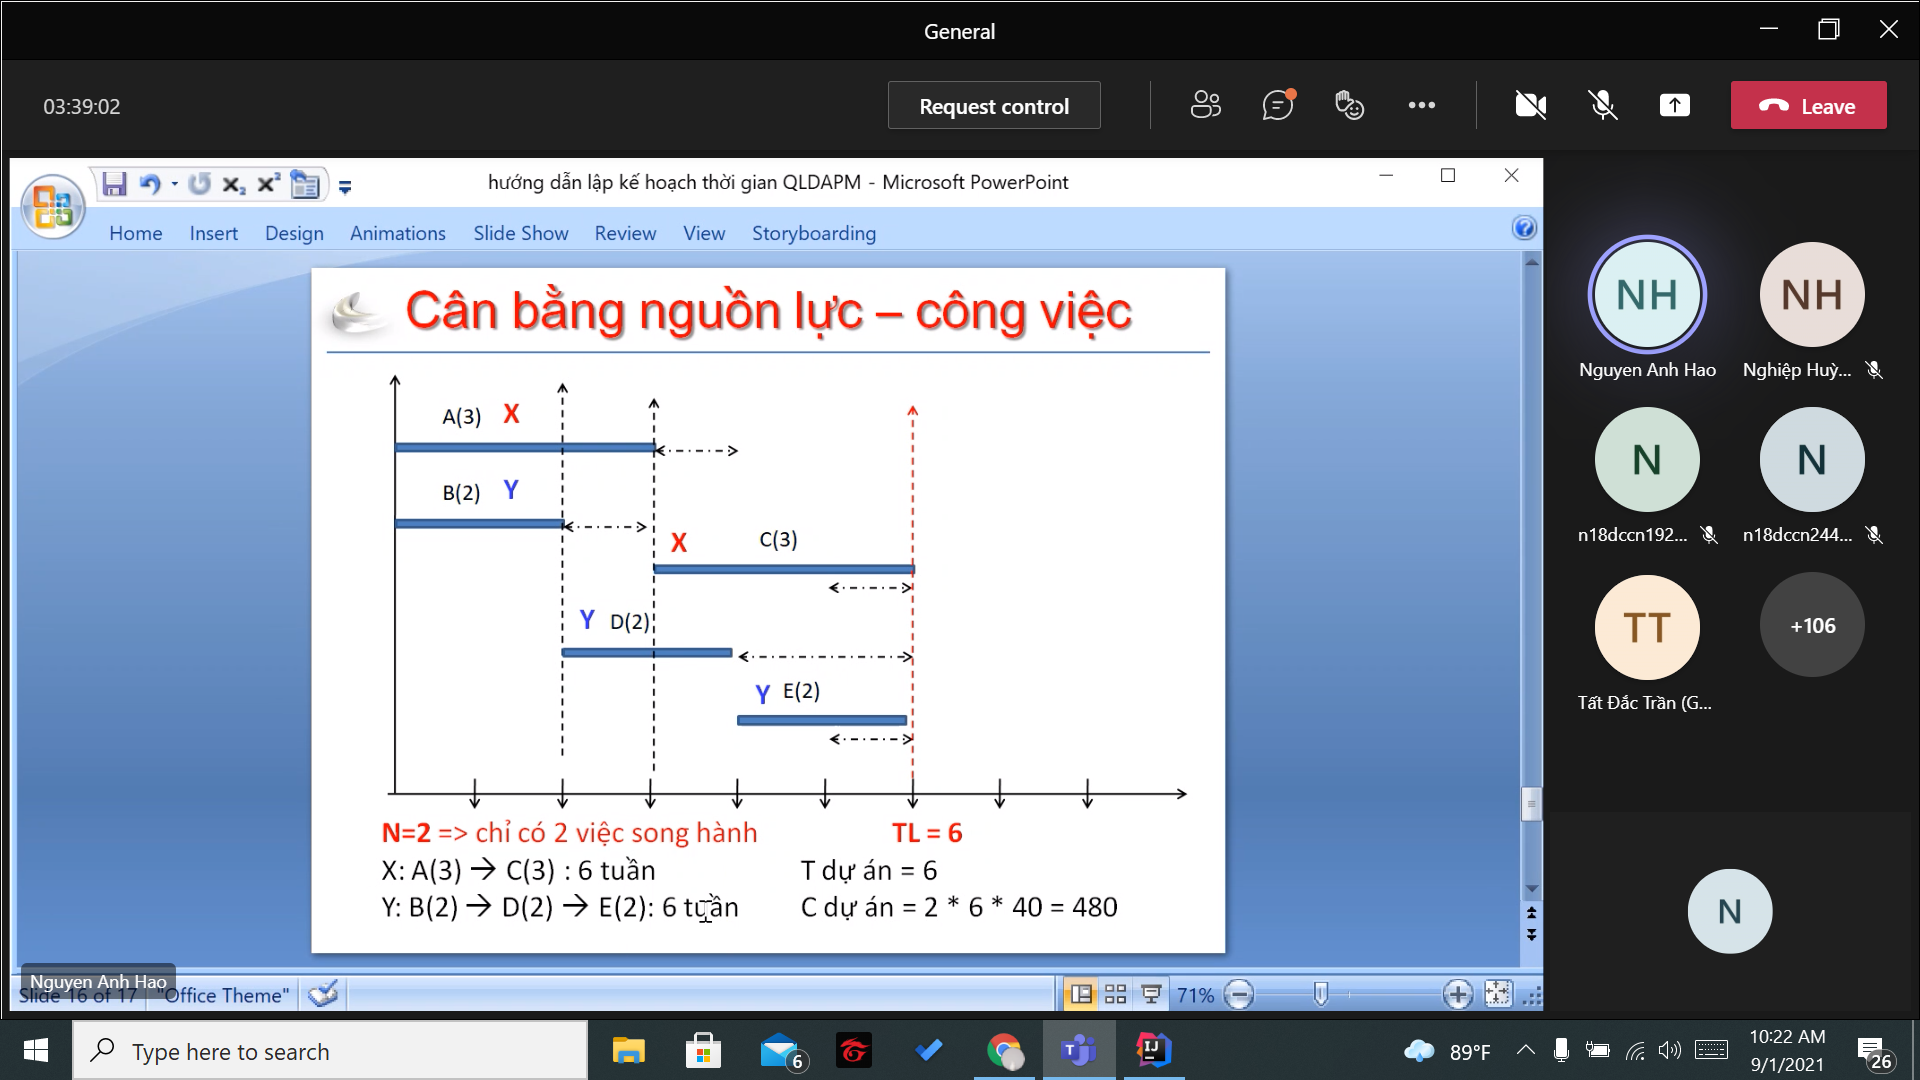 General
03:39:02
Request control
Leave
hướng dẫn lập kế hoạch thời gian QLDAPM - Microsoft PowerPoint
Home Insert Design Animations Slide Show Review View Storyboarding
Cân bằng nguồn lực – công việc
A(3) X
B(2) Y
X C(3)
Y D(2)
Y E(2)
N=2 => chỉ có 2 việc song hành
TL = 6
X: A(3) → C(3) : 6 tuần
T dự án = 6
Y: B(2) → D(2) → E(2): 6 tuần
C dự án = 2 * 6 * 40 = 480
Nguyen Anh Hao
Slide 16 of 17 "Office Theme"
71%
NH
Nguyen Anh Hao
NH
Nghiệp Huỳ...
N
n18dccn192...
N
n18dccn244...
TT
Tất Đắc Trần (G...
+106
N
Type here to search
6
89°F
10:22 AM
9/1/2021
26